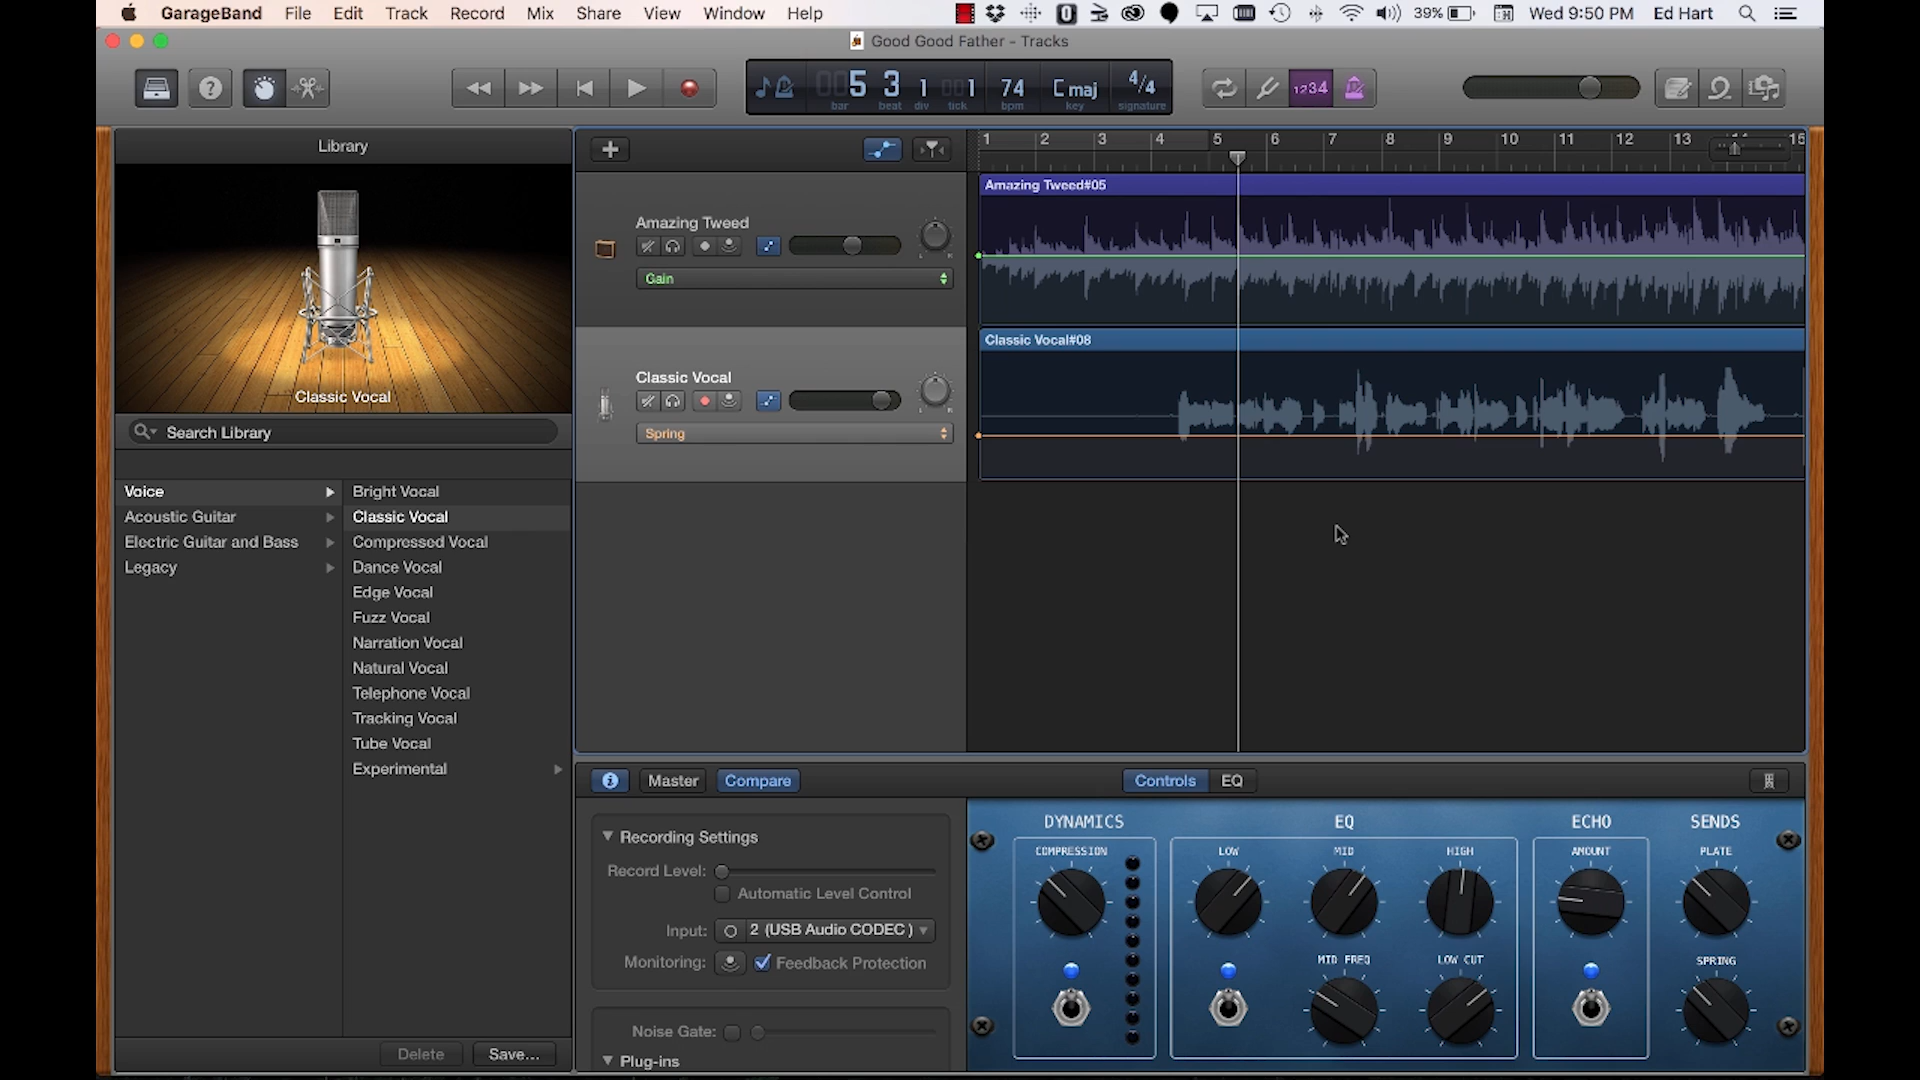 GarageBand File Edit Track Record Mix Share View Window Help 39% Wed 9:50 PM Ed Hart
Good Good Father - Tracks
5 3 1 1 74 C maj 4/4
bar beat div tick bpm key signature
1234
Library
1 2 3 4 5 6 7 8 9 10 11 12 13 14 15
Amazing Tweed#05
Amazing Tweed
L R
Gain
Classic Vocal#08
Classic Vocal
Classic Vocal
L R
Spring
Search Library
Voice
Acoustic Guitar
Electric Guitar and Bass
Legacy
Bright Vocal
Classic Vocal
Compressed Vocal
Dance Vocal
Edge Vocal
Fuzz Vocal
Narration Vocal
Natural Vocal
Telephone Vocal
Tracking Vocal
Tube Vocal
Experimental
Delete Save...
Master Compare Controls EQ
Recording Settings
Record Level:
Automatic Level Control
Input: 2 (USB Audio CODEC )
Monitoring: Feedback Protection
Noise Gate:
Plug-ins
DYNAMICS EQ ECHO SENDS
COMPRESSION LOW MID HIGH AMOUNT PLATE
MID FREQ LOW CUT SPRING